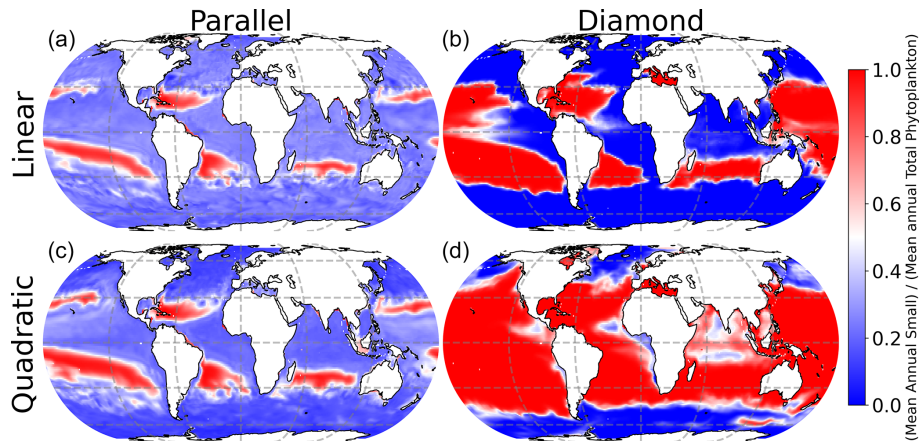 Parallel
Diamond
(a)
(b)
Linear
(c)
(d)
Quadratic
1.0
0.8
0.6
0.4
0.2
0.0
(Mean Annual Small) / (Mean annual Total Phytoplankton)